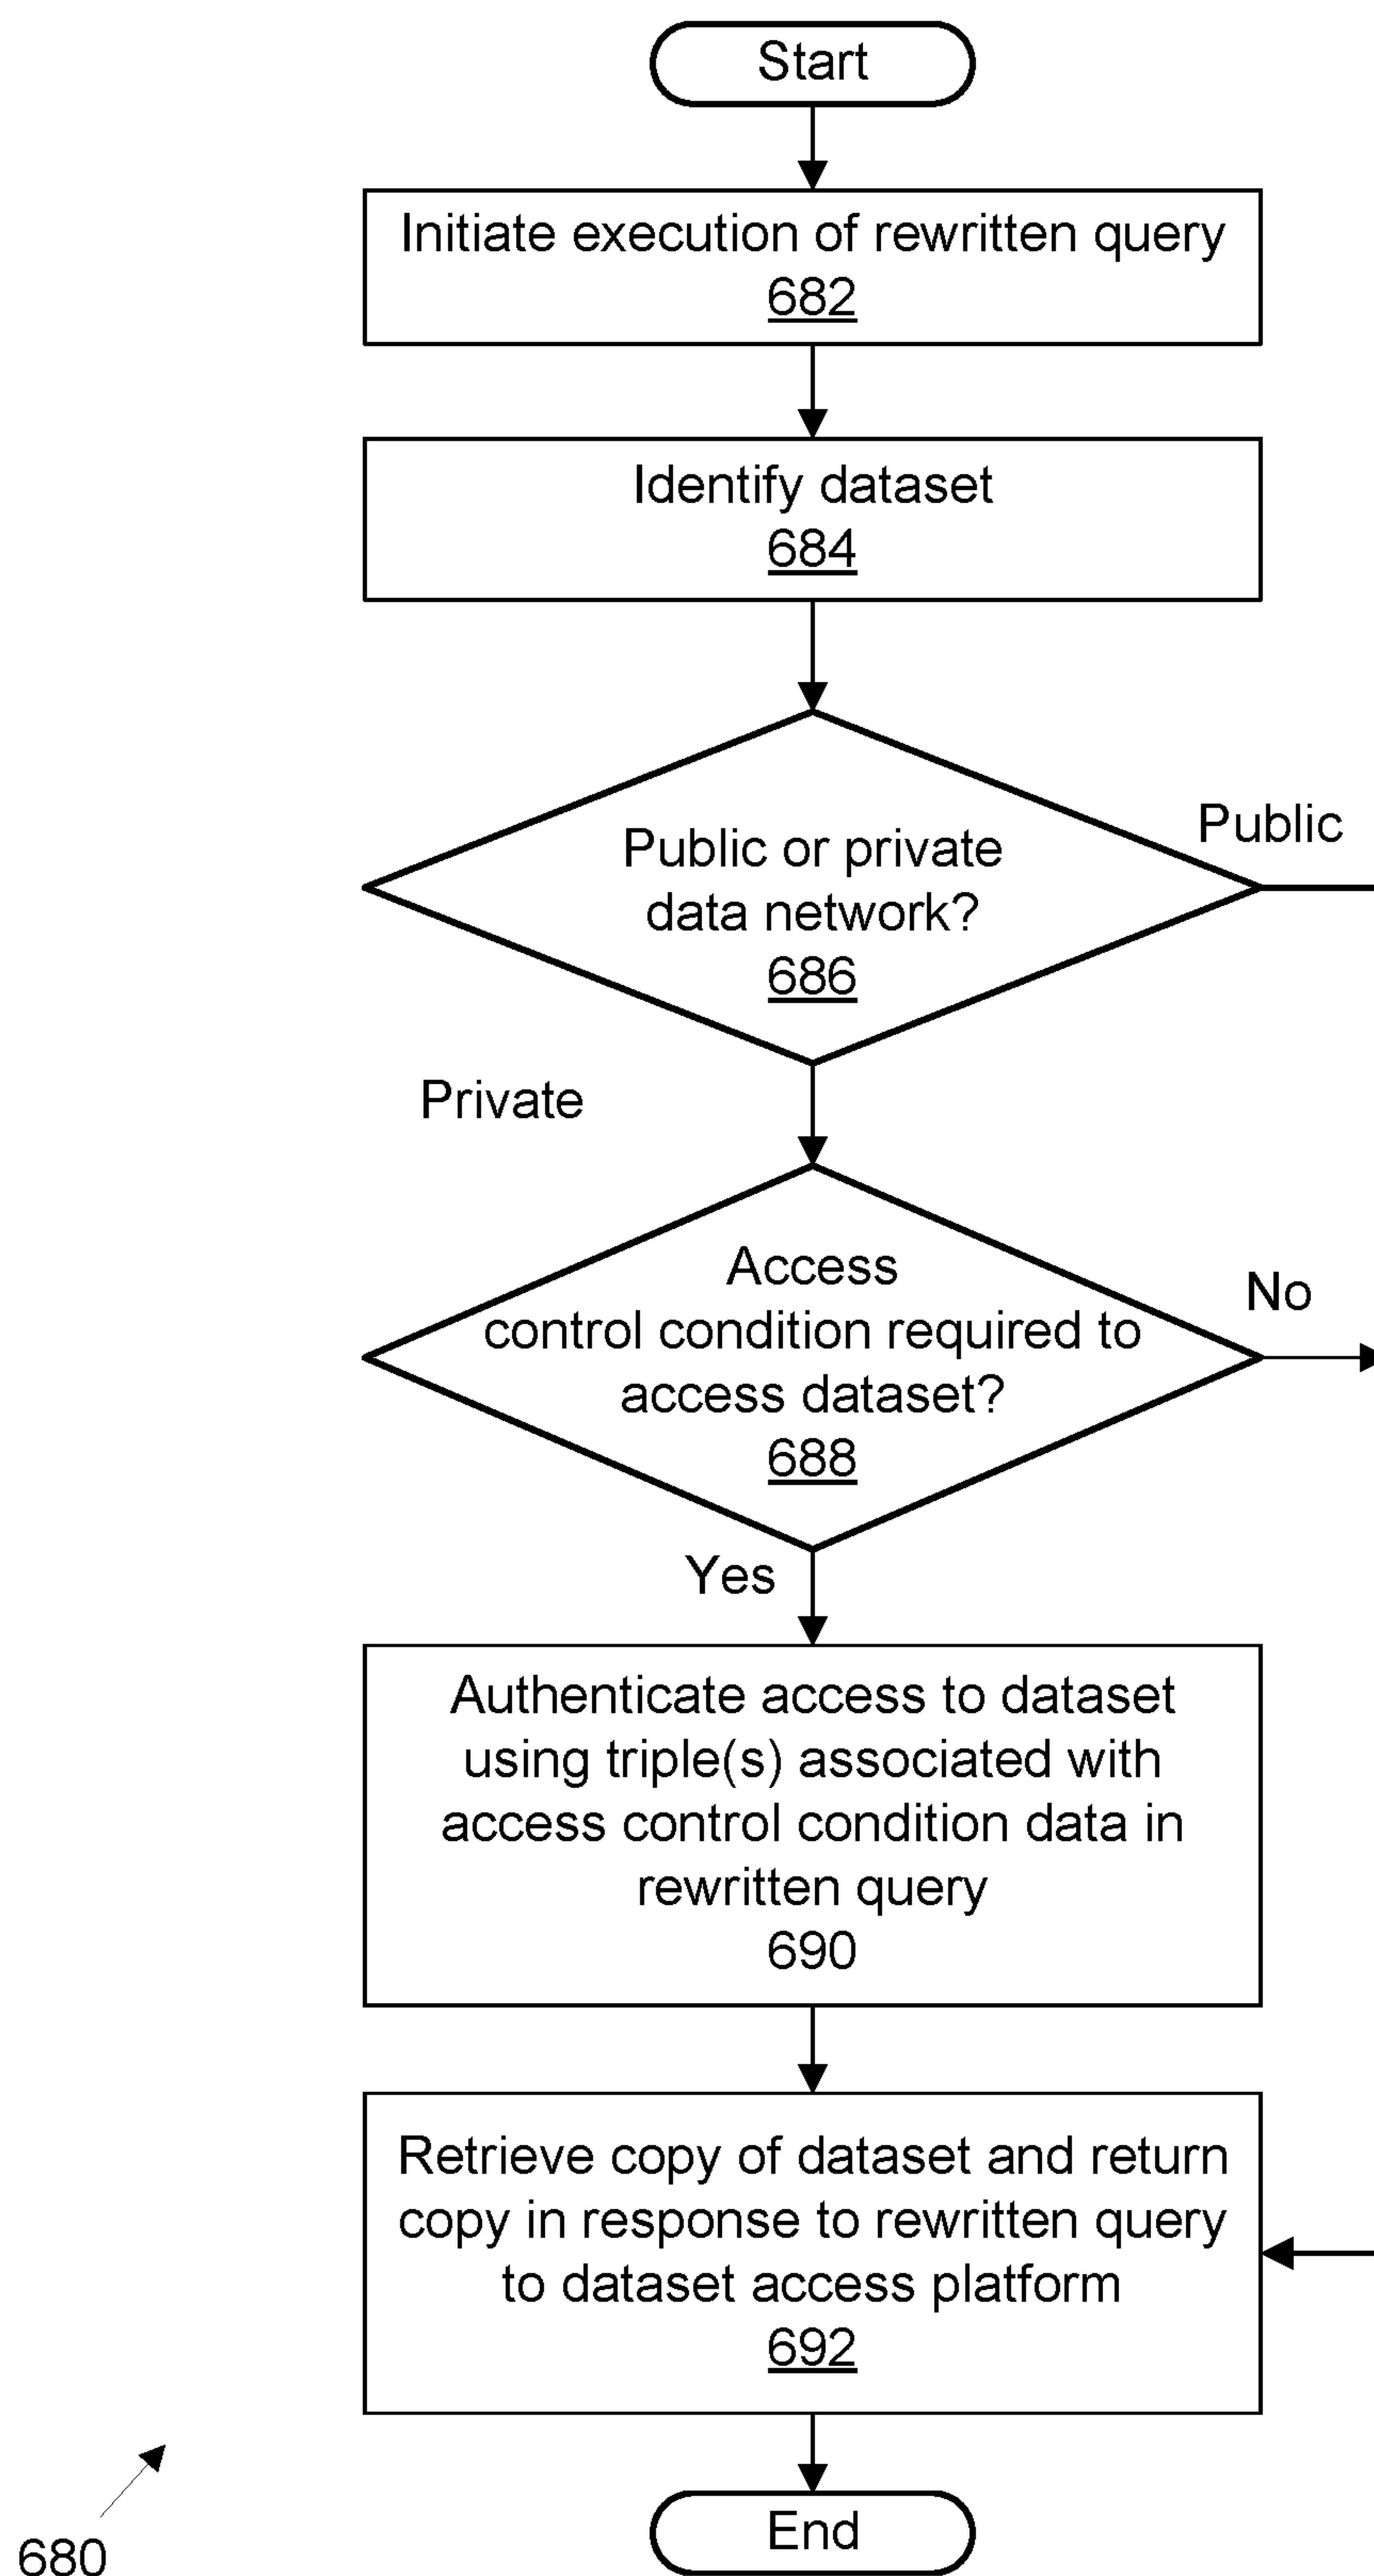 Start
Initiate execution of rewritten query
682
Identify dataset
684
Public or private
data network?
686
Public
Private
Access
control condition required to
access dataset?
688
No
Yes
Authenticate access to dataset
using triple(s) associated with
access control condition data in
rewritten query
690
Retrieve copy of dataset and return
copy in response to rewritten query
to dataset access platform
692
End
680